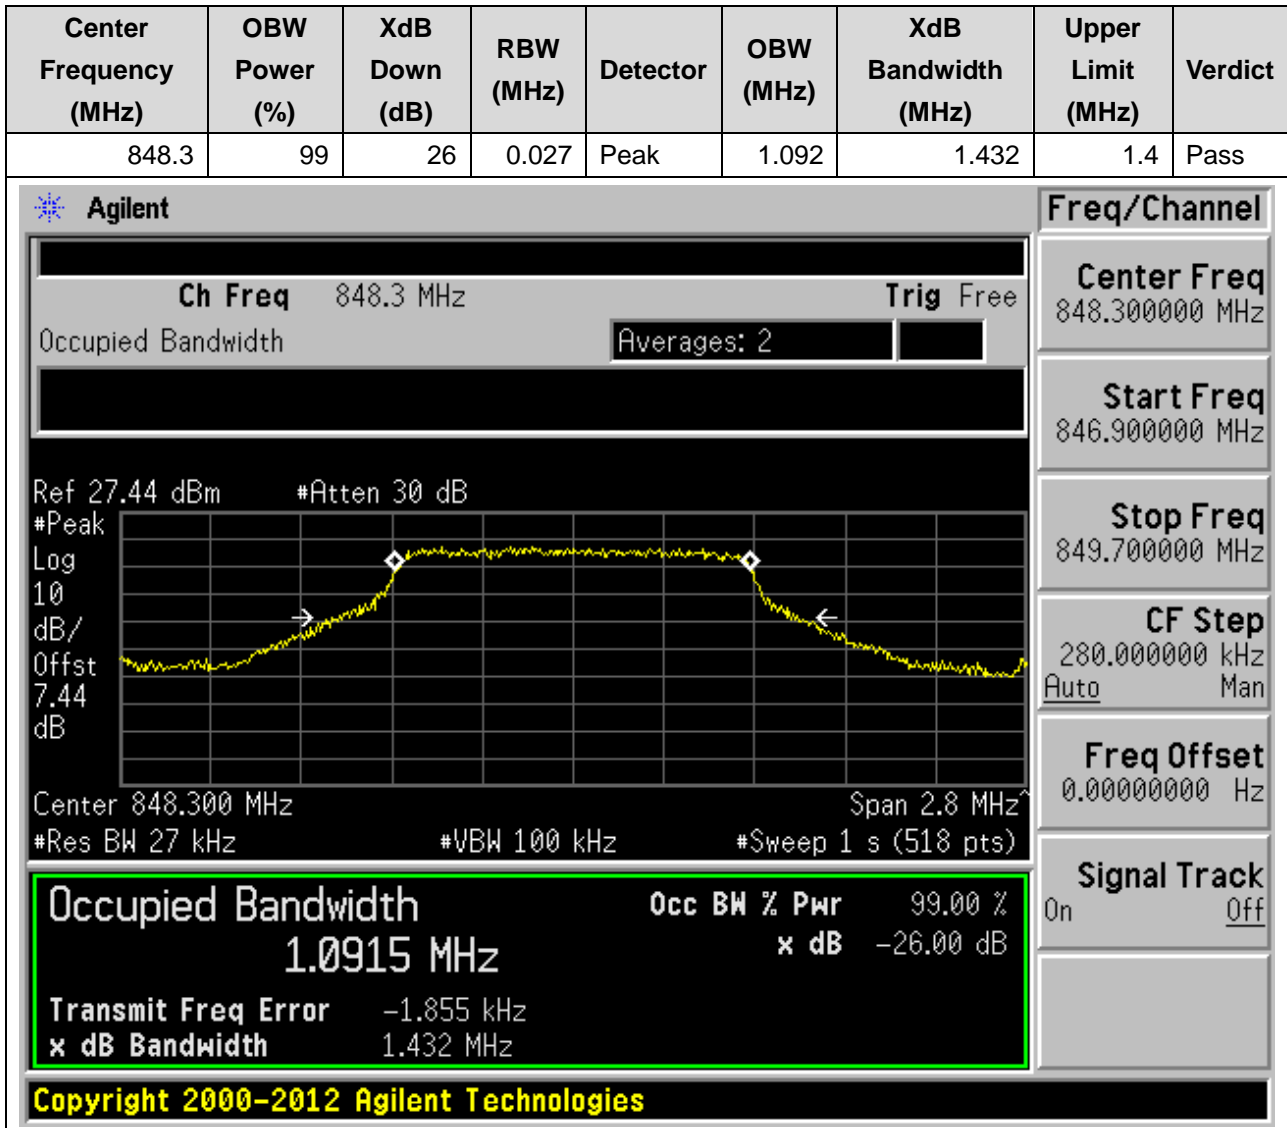 Center Frequency (MHz) OBW Power (%) XdB Down (dB) RBW (MHz) Detector OBW (MHz) XdB Bandwidth (MHz) Upper Limit (MHz) Verdict
848.3 99 26 0.027 Peak 1.092 1.432 1.4 Pass
Agilent
Ch Freq 848.3 MHz Trig Free
Occupied Bandwidth Averages: 2
Ref 27.44 dBm #Atten 30 dB
#Peak
Log
10
dB/
Offst
7.44
dB
Center 848.300 MHz Span 2.8 MHz^
#Res BW 27 kHz #VBW 100 kHz #Sweep 1 s (518 pts)
Occupied Bandwidth Occ BW % Pwr 99.00 %
1.0915 MHz x dB -26.00 dB
Transmit Freq Error -1.855 kHz
x dB Bandwidth 1.432 MHz
Copyright 2000-2012 Agilent Technologies
Freq/Channel
Center Freq
848.300000 MHz
Start Freq
846.900000 MHz
Stop Freq
849.700000 MHz
CF Step
280.000000 kHz
Auto Man
Freq Offset
0.00000000 Hz
Signal Track
On Off